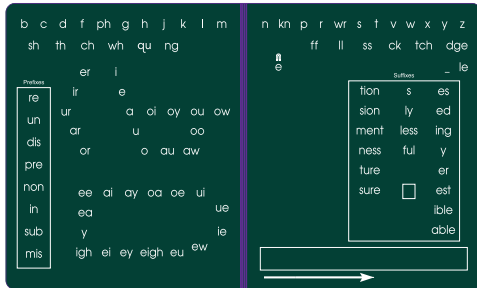 b c d f ph g h j k l m
sh th ch wh qu ng
er i
Prefixes
ir e
re
ur a oi oy ou ow
un
ar u oo
dis
or o au aw
pre
non
ee ai ay oa oe ui
in
ea ue
sub
y ie
mis
igh ei ey eigh eu ew
n kn p r wr s t v w x y z
ff ll ss ck tch dge
e _ le
Suffixes
tion s es
sion ly ed
ment less ing
ness ful y
ture er
sure est
ible
able